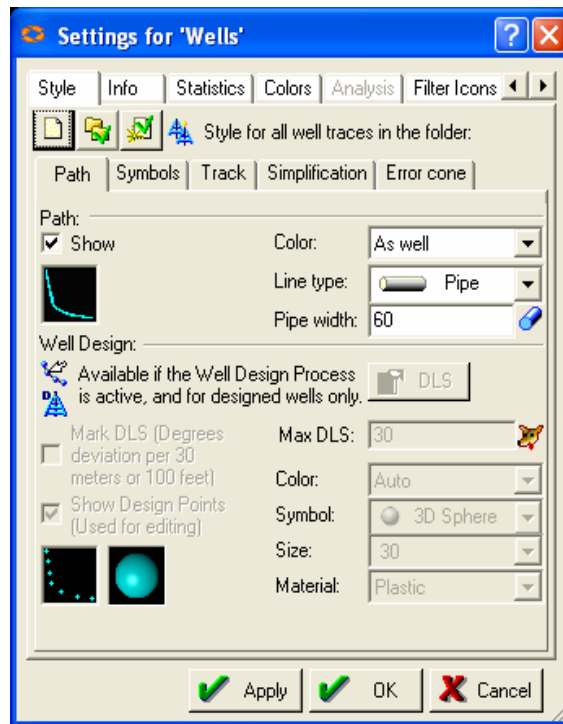 Settings for 'Wells'
Style Info Statistics Colors Analysis Filter Icons
Style for all well traces in the folder:
Path Symbols Track Simplification Error cone
Path:
Show Color: As well
Line type: Pipe
Pipe width: 60
Well Design:
Available if the Well Design Process
is active, and for designed wells only. DLS
Mark DLS (Degrees
deviation per 30
meters or 100 feet)
Max DLS: 30
Color: Auto
Show Design Points
(Used for editing)
Symbol: 3D Sphere
Size: 30
Material: Plastic
Apply OK Cancel